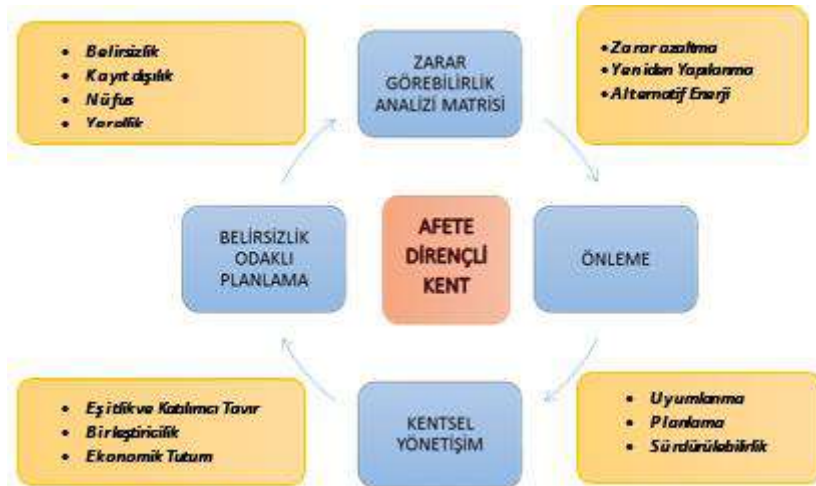 • Belirsizlik
• Kayıt dışılık
• Nüfus
• Yerellik
ZARAR
GÖREBİLİRLİK
ANALİZİ MATRİSİ
• Zarar azaltma
• Yeniden Yapılanma
• Alternatif Enerji
BELİRSİZLİK
ODAKLI
PLANLAMA
AFETE
DİRENÇLİ
KENT
ÖNLEME
• Eşitlik ve Katılımcı Tavır
• Birleştiricilik
• Ekonomik Tutum
KENTSEL
YÖNETİŞİM
• Uyumlanma
• Planlama
• Sürdürülebilirlik